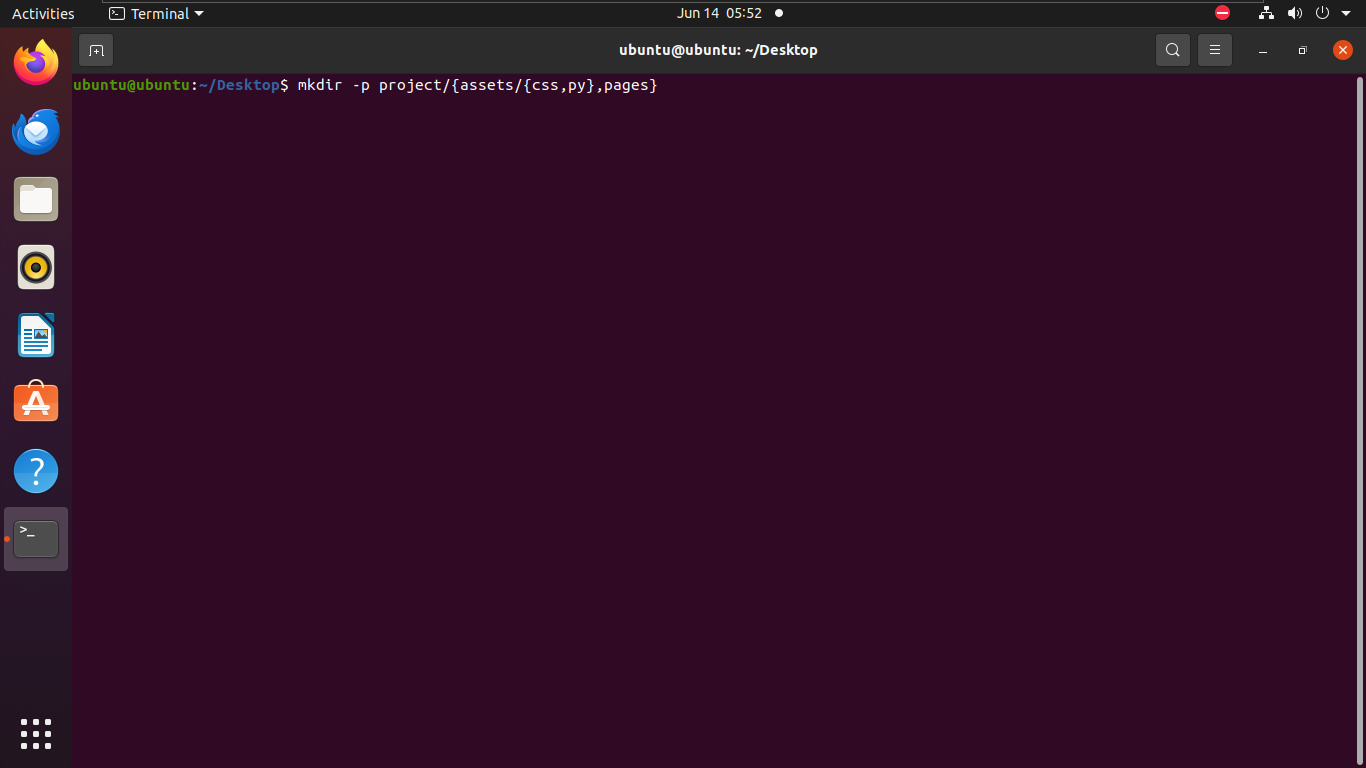 Activities Terminal Jun 14 05:52
ubuntu@ubuntu: ~/Desktop
ubuntu@ubuntu:~/Desktop$ mkdir -p project/{assets/{css,py},pages}